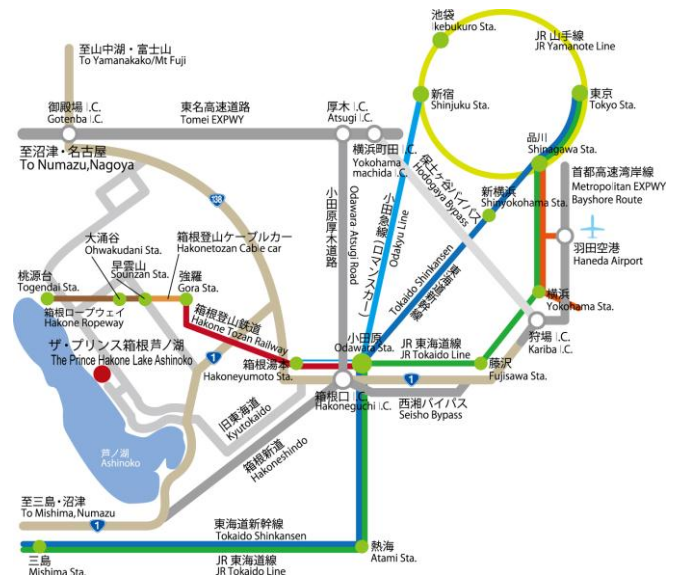 池袋
Ikebukuro Sta.
JR 山手線
JR Yamanote Line
至山中湖・富士山
To Yamanakako/Mt Fuji
新宿
Shinjuku Sta.
東京
Tokyo Sta.
御殿場 I.C.
Gotenba I.C.
東名高速道路
Tomei EXPWY
厚木 I.C.
Atsugi I.C.
横浜町田 I.C.
Yokohama
machida I.C.
品川
Shinagawa Sta.
至沼津・名古屋
To Numazu,Nagoya
保土ヶ谷バイパス
Hodogaya Bypass
首都高速湾岸線
Metropolitan EXPWY
Bayshore Route
新横浜
Shinyokohama Sta.
138
小田原厚木道路
Odawara Atsugi Road
小田急線(ロマンスカー)
Odakyu Line
東海道新幹線
Tokaido Shinkansen
羽田空港
Haneda Airport
大涌谷
Ohwakudani Sta.
箱根登山ケーブルカー
Hakonetozan Cable car
早雲山
Sounzan Sta.
強羅
Gora Sta.
桃源台
Togendai Sta.
箱根ロープウェイ
Hakone Ropeway
箱根登山鉄道
Hakone Tozan Railway
横浜
Yokohama Sta.
狩場 I.C.
Kariba I.C.
ザ・プリンス箱根芦ノ湖
The Prince Hakone Lake Ashinoko
1
箱根湯本
Hakoneyumoto Sta.
小田原
Odawara Sta.
JR 東海道線
JR Tokaido Line
藤沢
Fujisawa Sta.
箱根口 I.C.
Hakoneguchi I.C.
1
西湘バイパス
Seisho Bypass
旧東海道
Kyutokaido
箱根新道
Hakoneshindo
芦ノ湖
Ashinoko
至三島・沼津
To Mishima, Numazu
1
東海道新幹線
Tokaido Shinkansen
三島
Mishima Sta.
JR 東海道線
JR Tokaido Line
熱海
Atami Sta.